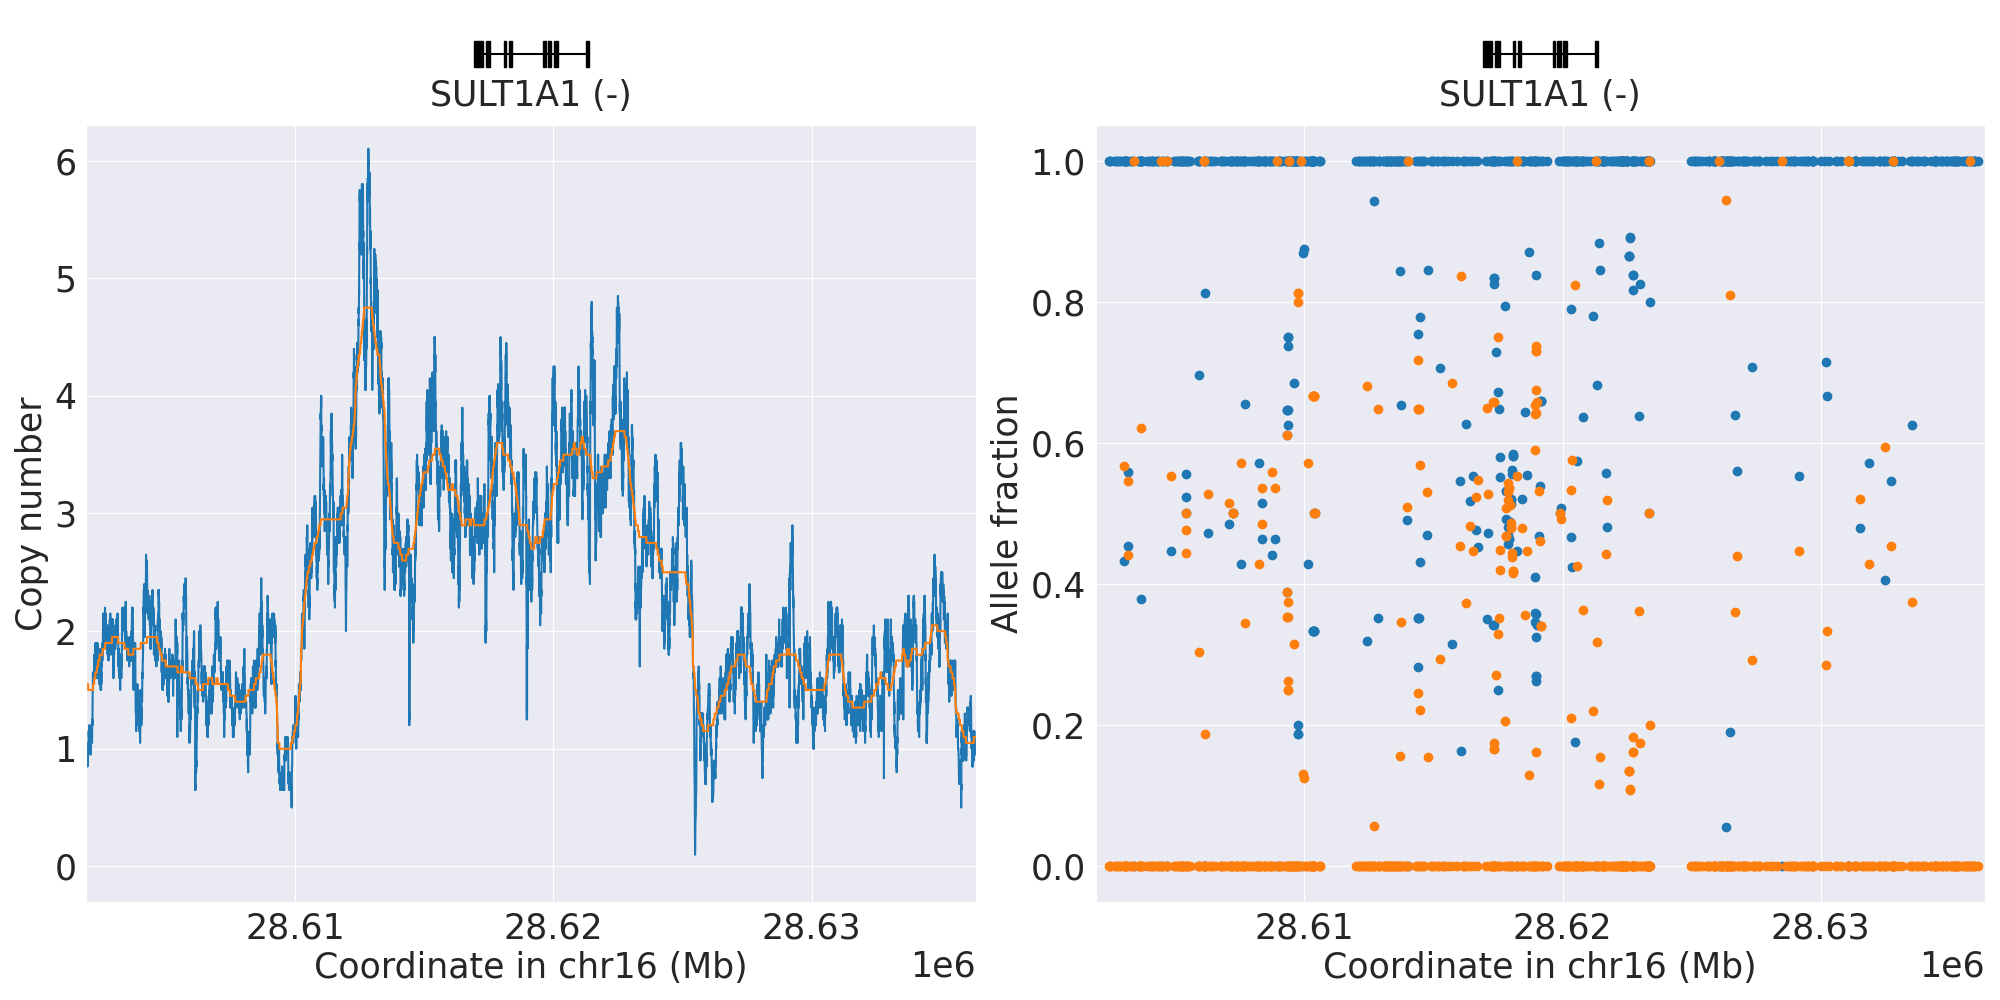 SULT1A1 (-)
Copy number
6
5
4
3
2
1
0
28.61
28.62
28.63
Coordinate in chr16 (Mb)
1e6
SULT1A1 (-)
Allele fraction
1.0
0.8
0.6
0.4
0.2
0.0
28.61
28.62
28.63
Coordinate in chr16 (Mb)
1e6